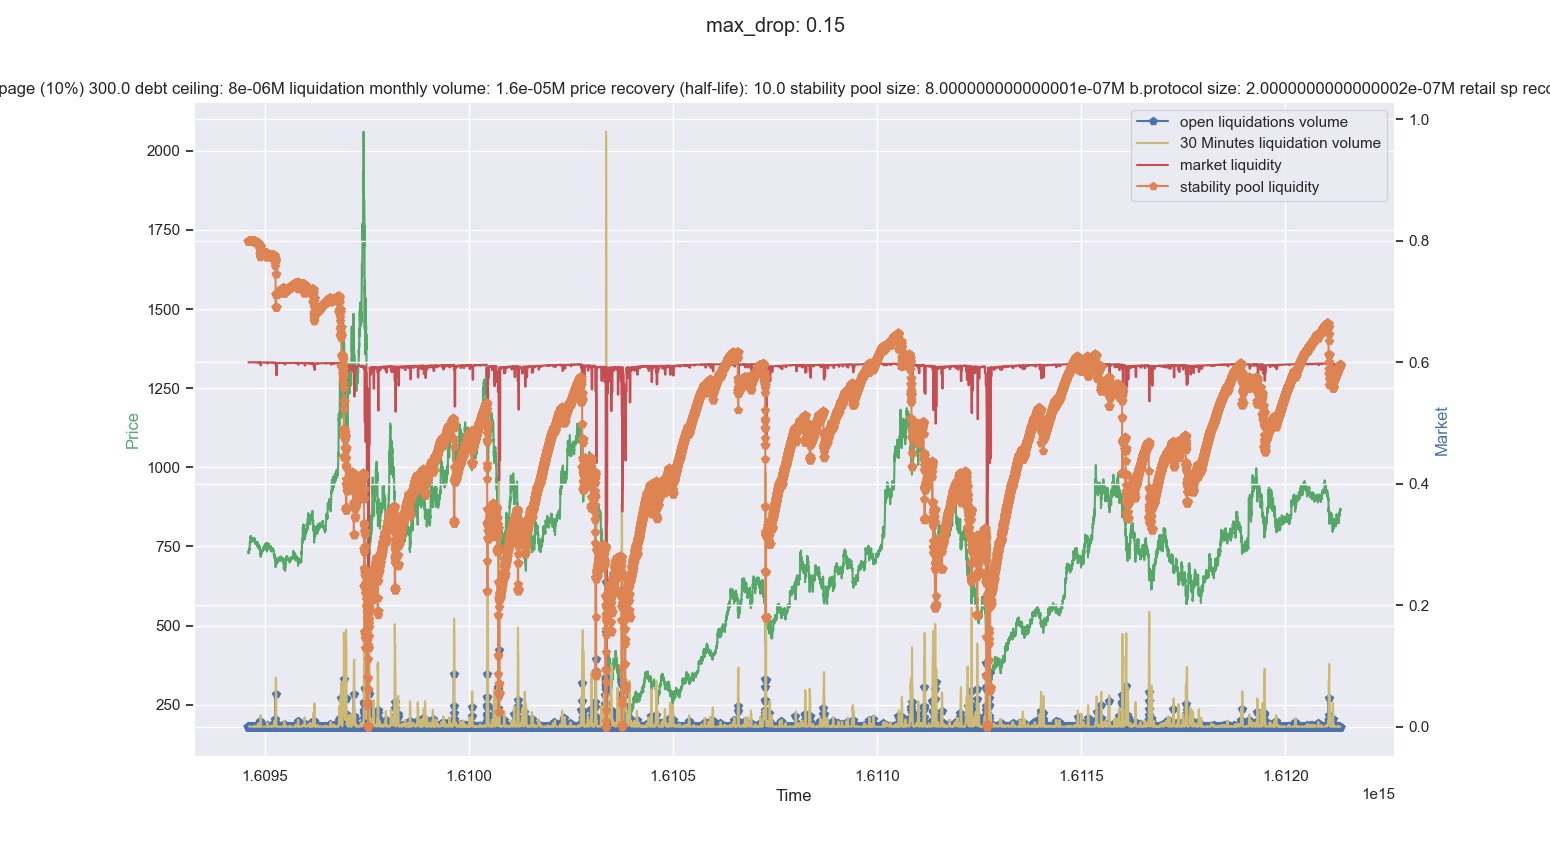 max_drop: 0.15
page (10%) 300.0 debt ceiling: 8e-06M liquidation monthly volume: 1.6e-05M price recovery (half-life): 10.0 stability pool size: 8.000000000000001e-07M b.protocol size: 2.0000000000000002e-07M retail sp reco
open liquidations volume
30 Minutes liquidation volume
market liquidity
stability pool liquidity
2000
1750
1500
1250
1000
750
500
250
Price
1.0
0.8
0.6
0.4
0.2
0.0
Market
1.6095
1.6100
1.6105
1.6110
1.6115
1.6120
Time
1e15